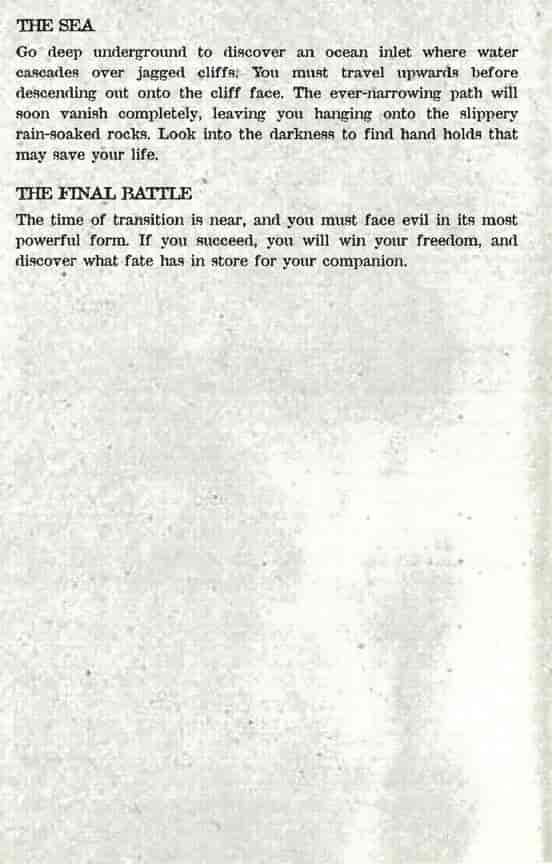 THE SEA
Go deep underground to discover an ocean inlet where water
cascades over jagged cliffs. You must travel upwards before
descending out onto the cliff face. The ever-narrowing path will
soon vanish completely, leaving you hanging onto the slippery
rain-soaked rocks. Look into the darkness to find hand holds that
may save your life.
THE FINAL BATTLE
The time of transition is near, and you must face evil in its most
powerful form. If you succeed, you will win your freedom, and
discover what fate has in store for your companion.